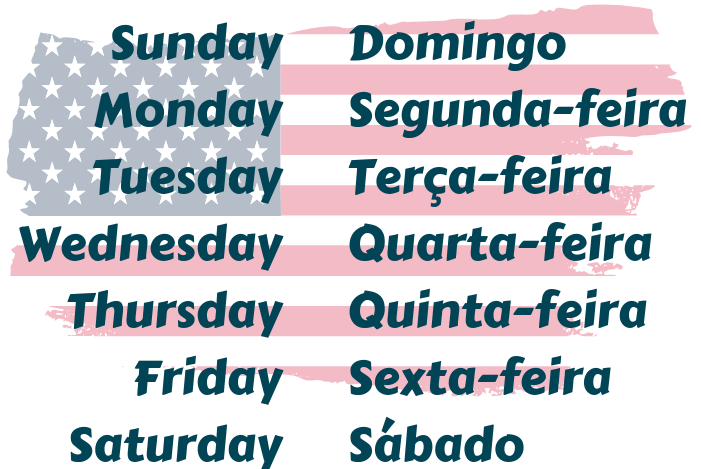 Sunday Domingo
Monday Segunda-feira
Tuesday Terça-feira
Wednesday Quarta-feira
Thursday Quinta-feira
Friday Sexta-feira
Saturday Sábado